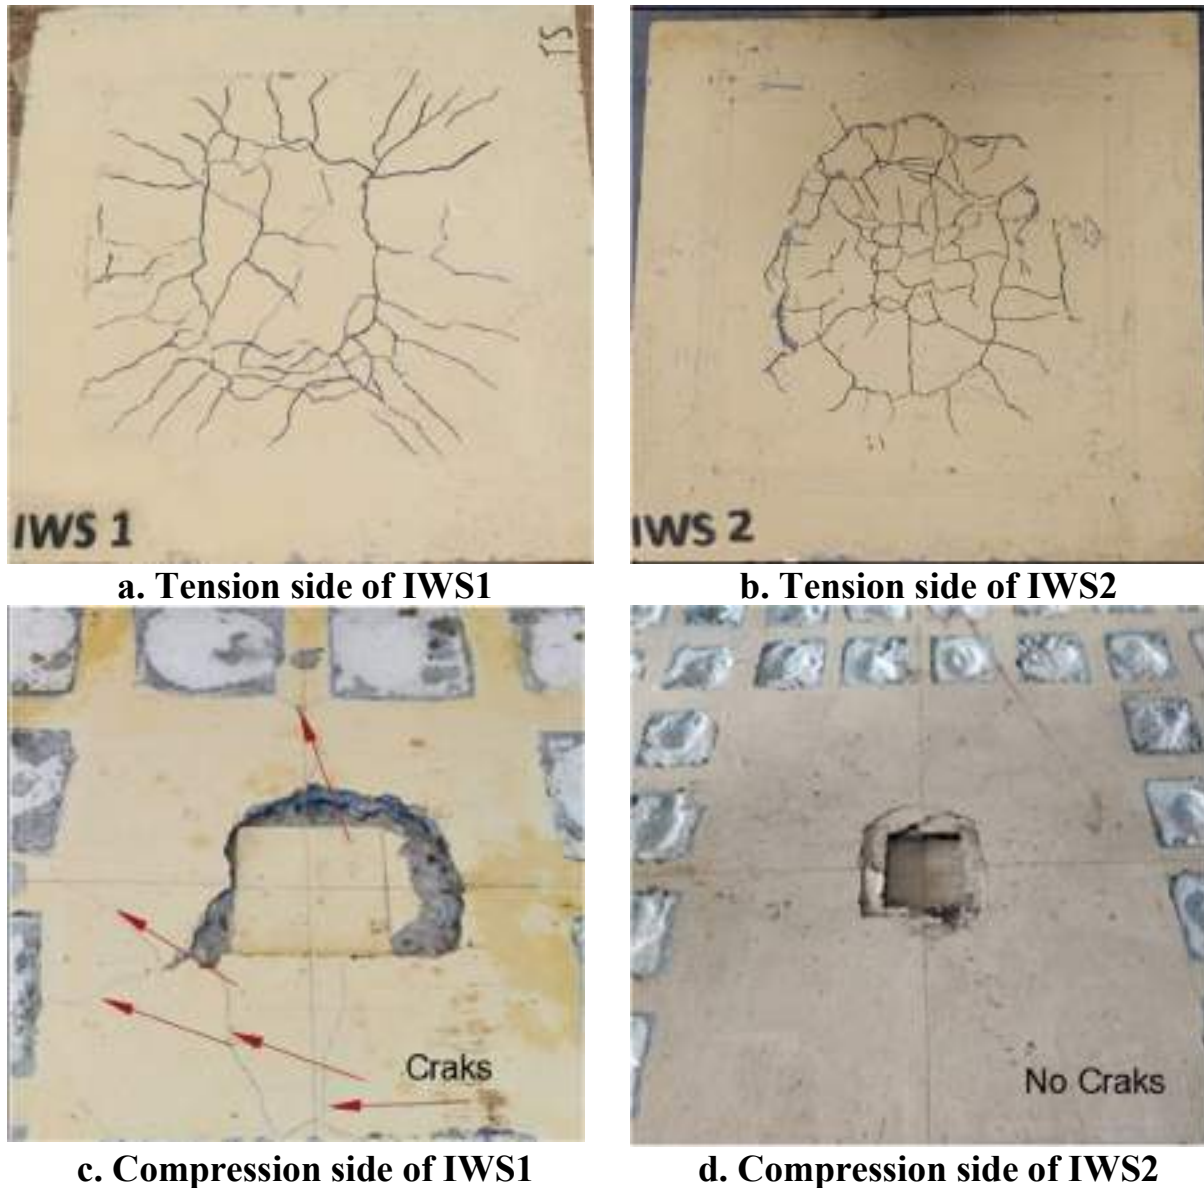 IWS 1
IWS 2
a. Tension side of IWS1
b. Tension side of IWS2
Craks
No Craks
c. Compression side of IWS1
d. Compression side of IWS2